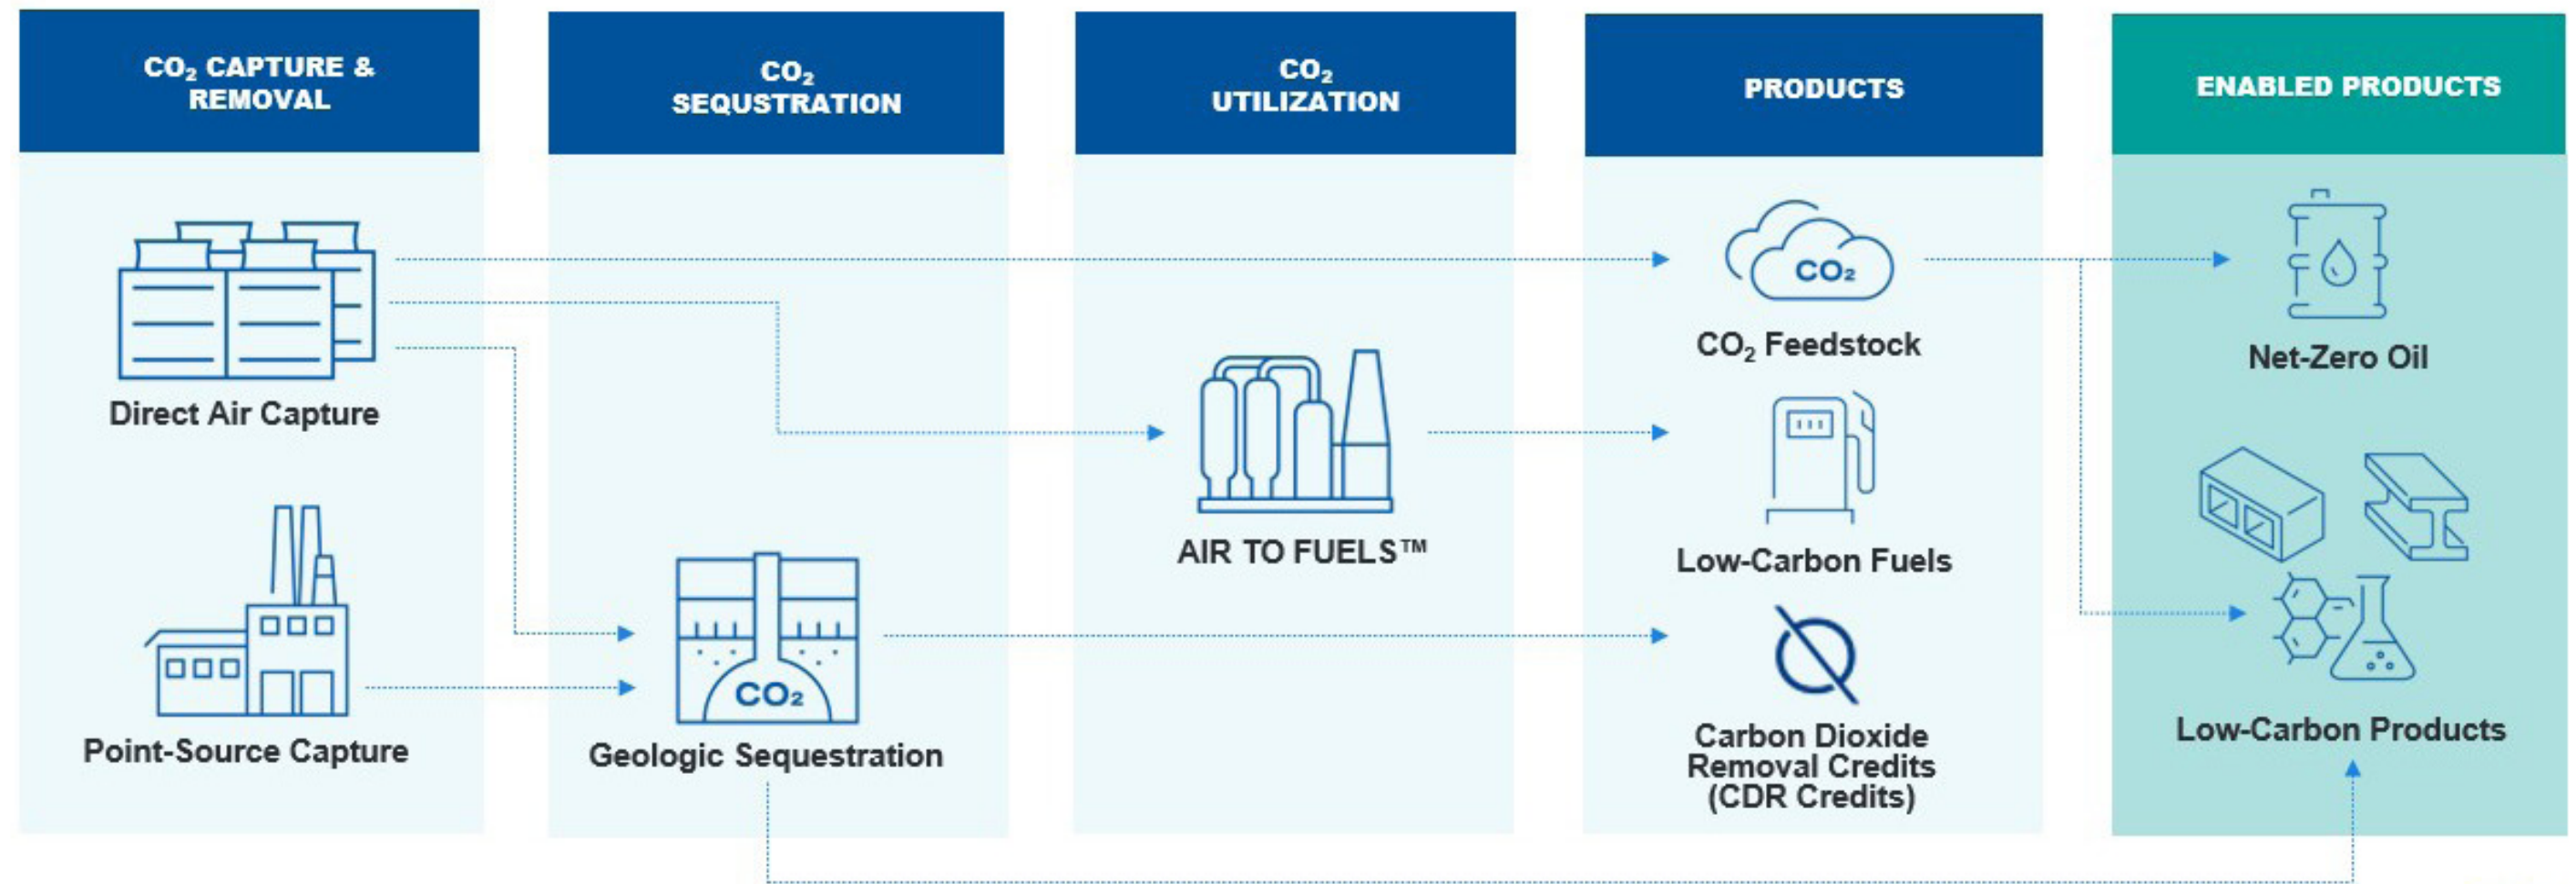 CO₂ CAPTURE &
REMOVAL
CO₂
SEQUSTRATION
CO₂
UTILIZATION
PRODUCTS
ENABLED PRODUCTS
Direct Air Capture
Point-Source Capture
CO₂
Geologic Sequestration
AIR TO FUELS™
CO₂
CO₂ Feedstock
Low-Carbon Fuels
Carbon Dioxide
Removal Credits
(CDR Credits)
Net-Zero Oil
Low-Carbon Products